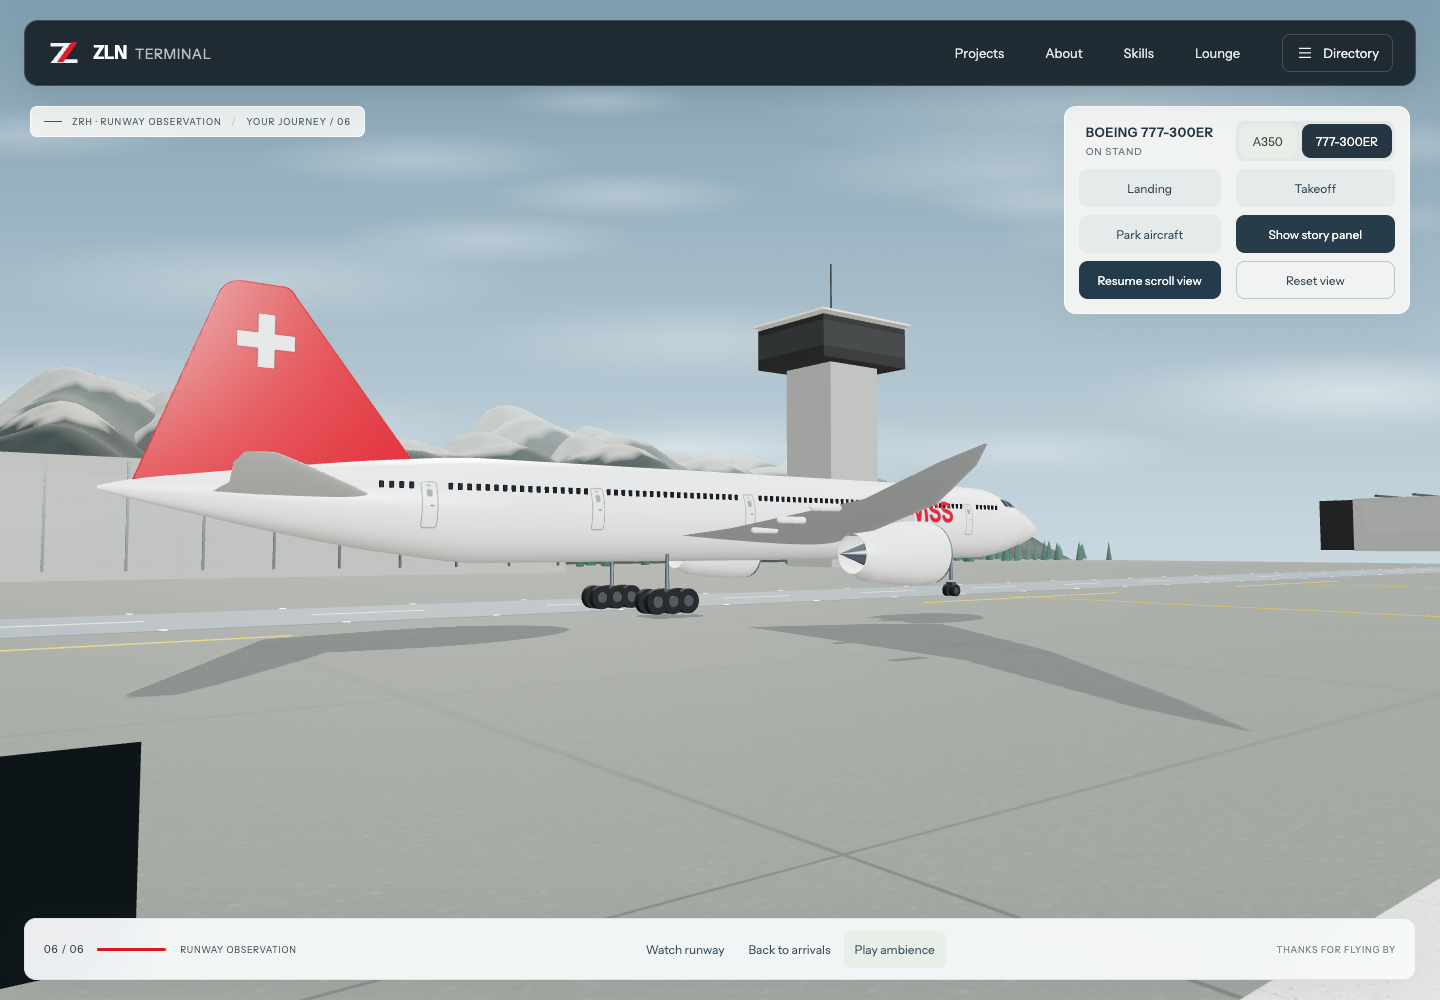 ZLN TERMINAL
Projects
About
Skills
Lounge
Directory
ZRH · RUNWAY OBSERVATION / YOUR JOURNEY / 06
BOEING 777-300ER
ON STAND
A350
777-300ER
Landing
Takeoff
Park aircraft
Show story panel
Resume scroll view
Reset view
06 / 06
RUNWAY OBSERVATION
Watch runway
Back to arrivals
Play ambience
THANKS FOR FLYING BY